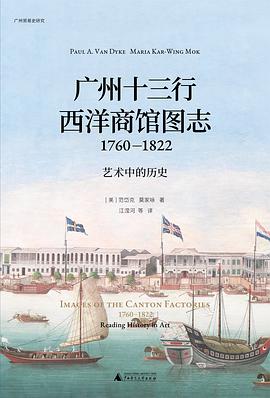 广州贸易史研究
PAUL A. VAN DYKE MARIA KAR-WING MOK
广州十三行
西洋商馆图志
1760—1822
艺术中的历史
［美］范岱克 莫家咏 著
江滢河 等 译
IMAGES OF THE CANTON FACTORIES
1760–1822:
Reading History in Art
广西师范大学出版社